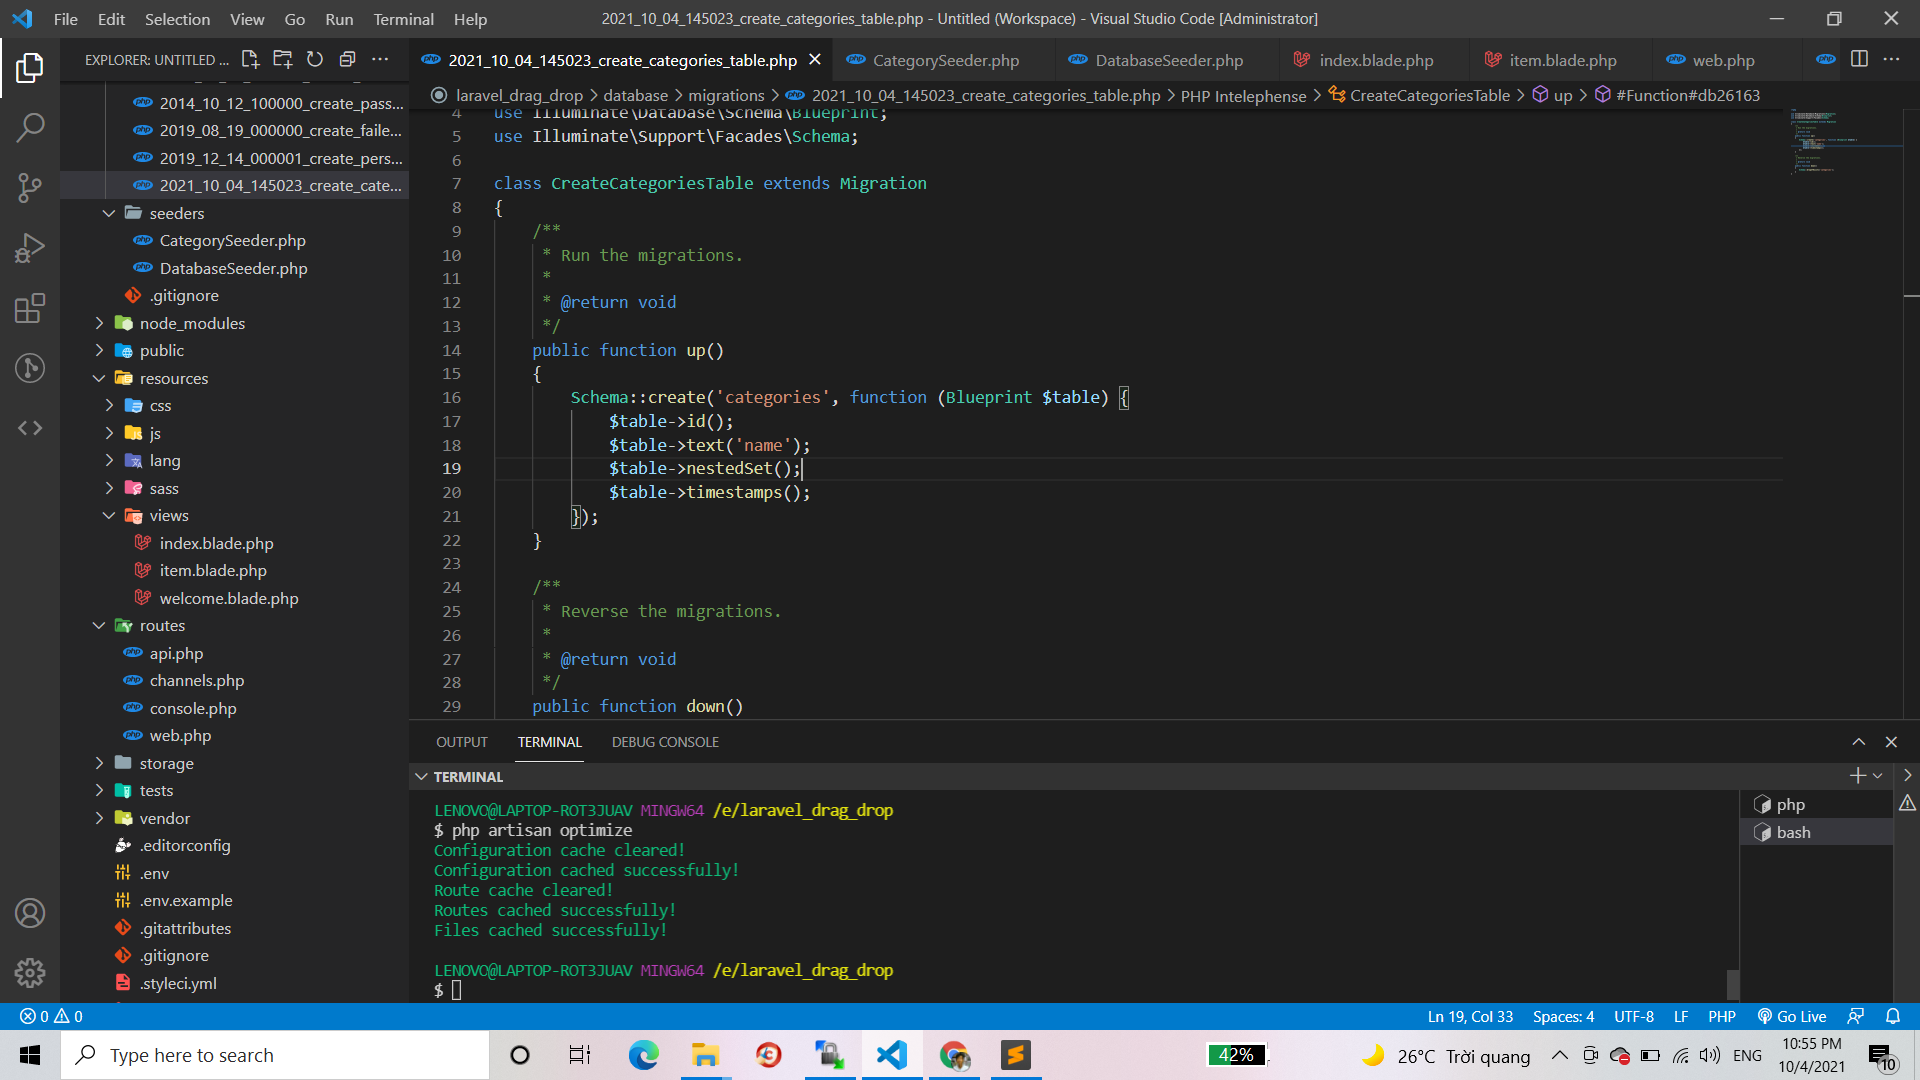 File Edit Selection View Go Run Terminal Help
2021_10_04_145023_create_categories_table.php - Untitled (Workspace) - Visual Studio Code [Administrator]
EXPLORER: UNTITLED ...
2014_10_12_100000_create_pass...
2019_08_19_000000_create_faile...
2019_12_14_000001_create_pers...
2021_10_04_145023_create_cate...
seeders
CategorySeeder.php
DatabaseSeeder.php
.gitignore
node_modules
public
resources
css
js
lang
sass
views
index.blade.php
item.blade.php
welcome.blade.php
routes
api.php
channels.php
console.php
web.php
storage
tests
vendor
.editorconfig
.env
.env.example
.gitattributes
.gitignore
.styleci.yml
2021_10_04_145023_create_categories_table.php CategorySeeder.php DatabaseSeeder.php index.blade.php item.blade.php web.php
laravel_drag_drop > database > migrations > 2021_10_04_145023_create_categories_table.php > PHP Intelephense > CreateCategoriesTable > up > #Function#db26163
4 use Illuminate\Database\Schema\Blueprint;
5 use Illuminate\Support\Facades\Schema;
6
7 class CreateCategoriesTable extends Migration
8 {
9 /**
10 * Run the migrations.
11 *
12 * @return void
13 */
14 public function up()
15 {
16 Schema::create('categories', function (Blueprint $table) {
17 $table->id();
18 $table->text('name');
19 $table->nestedSet();
20 $table->timestamps();
21 });
22 }
23
24 /**
25 * Reverse the migrations.
26 *
27 * @return void
28 */
29 public function down()
OUTPUT TERMINAL DEBUG CONSOLE
TERMINAL
LENOVO@LAPTOP-ROT3JUAV MINGW64 /e/laravel_drag_drop
$ php artisan optimize
Configuration cache cleared!
Configuration cached successfully!
Route cache cleared!
Routes cached successfully!
Files cached successfully!
LENOVO@LAPTOP-ROT3JUAV MINGW64 /e/laravel_drag_drop
$
php
bash
0 0
Ln 19, Col 33 Spaces: 4 UTF-8 LF PHP Go Live
Type here to search
42%
26°C Trời quang
ENG
10:55 PM
10/4/2021
10